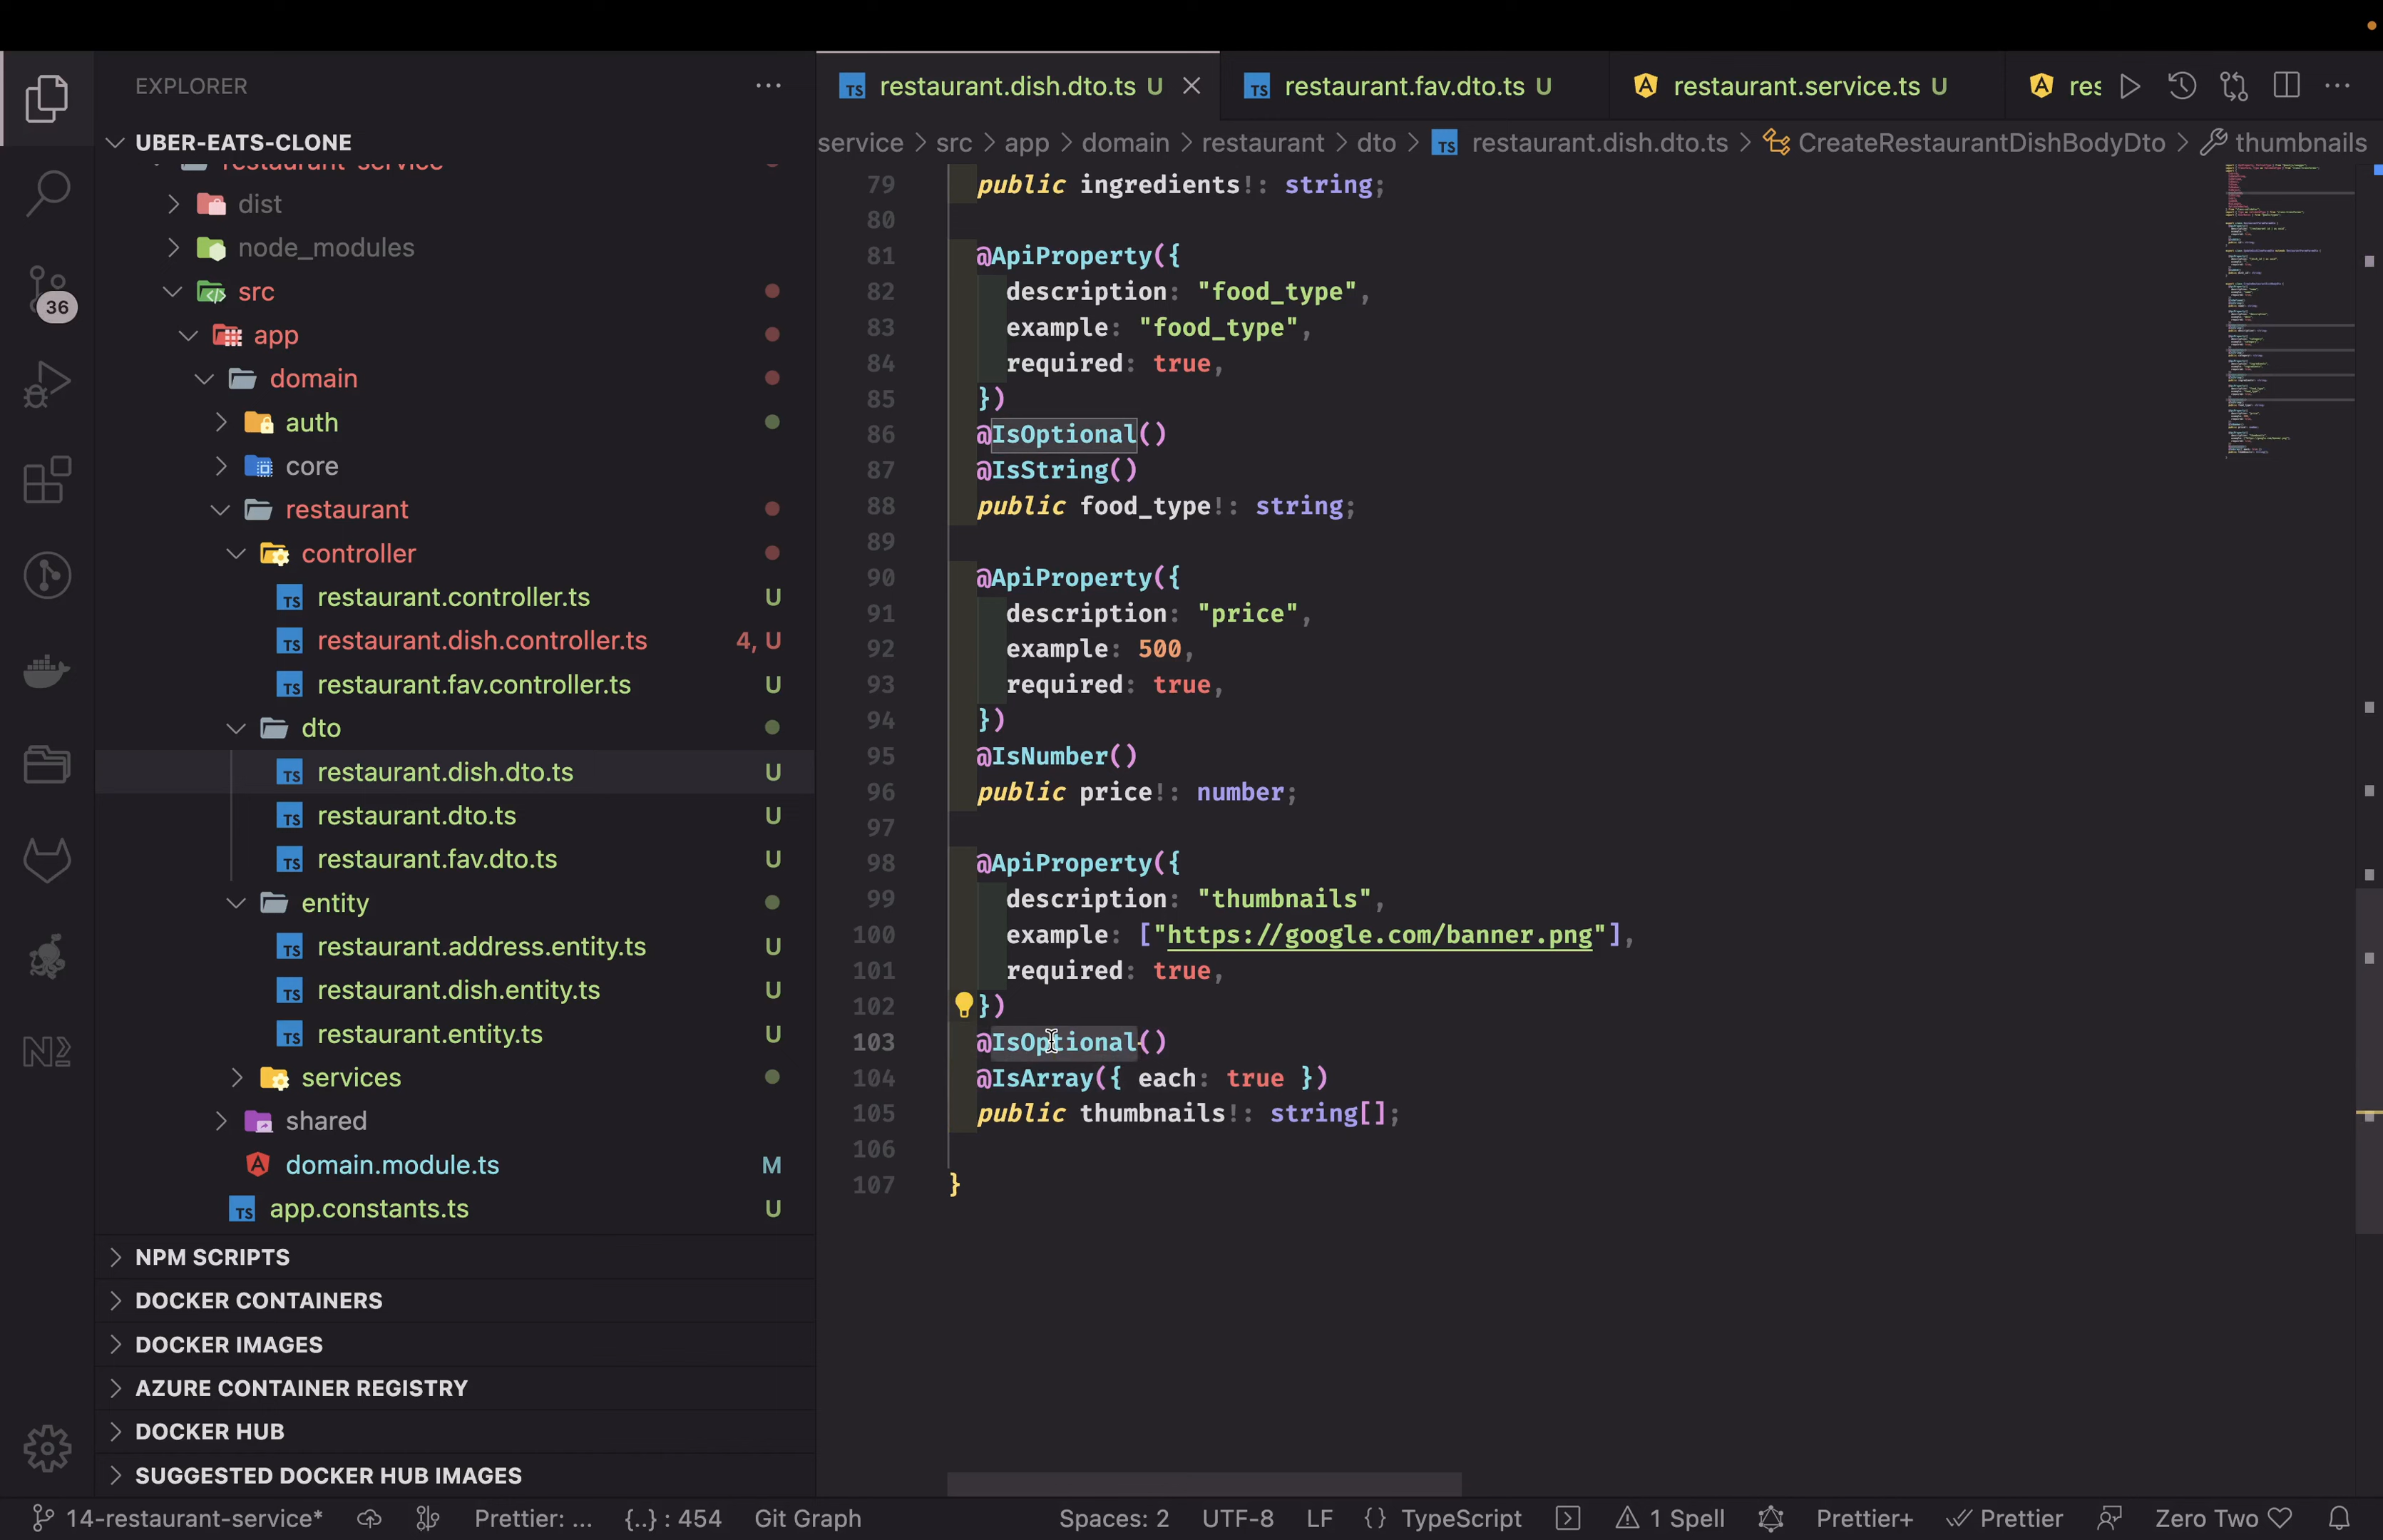 EXPLORER
UBER-EATS-CLONE
restaurant-service
dist
node_modules
src
app
domain
auth
core
restaurant
controller
restaurant.controller.ts U
restaurant.dish.controller.ts 4, U
restaurant.fav.controller.ts U
dto
restaurant.dish.dto.ts U
restaurant.dto.ts U
restaurant.fav.dto.ts U
entity
restaurant.address.entity.ts U
restaurant.dish.entity.ts U
restaurant.entity.ts U
services
shared
domain.module.ts M
app.constants.ts U
NPM SCRIPTS
DOCKER CONTAINERS
DOCKER IMAGES
AZURE CONTAINER REGISTRY
DOCKER HUB
SUGGESTED DOCKER HUB IMAGES
36
restaurant.dish.dto.ts U restaurant.fav.dto.ts U restaurant.service.ts U res
service > src > app > domain > restaurant > dto > restaurant.dish.dto.ts > CreateRestaurantDishBodyDto > thumbnails
79 public ingredients!: string;
80
81 @ApiProperty({
82 description: "food_type",
83 example: "food_type",
84 required: true,
85 })
86 @IsOptional()
87 @IsString()
88 public food_type!: string;
89
90 @ApiProperty({
91 description: "price",
92 example: 500,
93 required: true,
94 })
95 @IsNumber()
96 public price!: number;
97
98 @ApiProperty({
99 description: "thumbnails",
100 example: ["https://google.com/banner.png"],
101 required: true,
102 })
103 @IsOptional()
104 @IsArray({ each: true })
105 public thumbnails!: string[];
106
107 }
14-restaurant-service* Prettier: ... {..} : 454 Git Graph Spaces: 2 UTF-8 LF {} TypeScript 1 Spell Prettier+ Prettier Zero Two